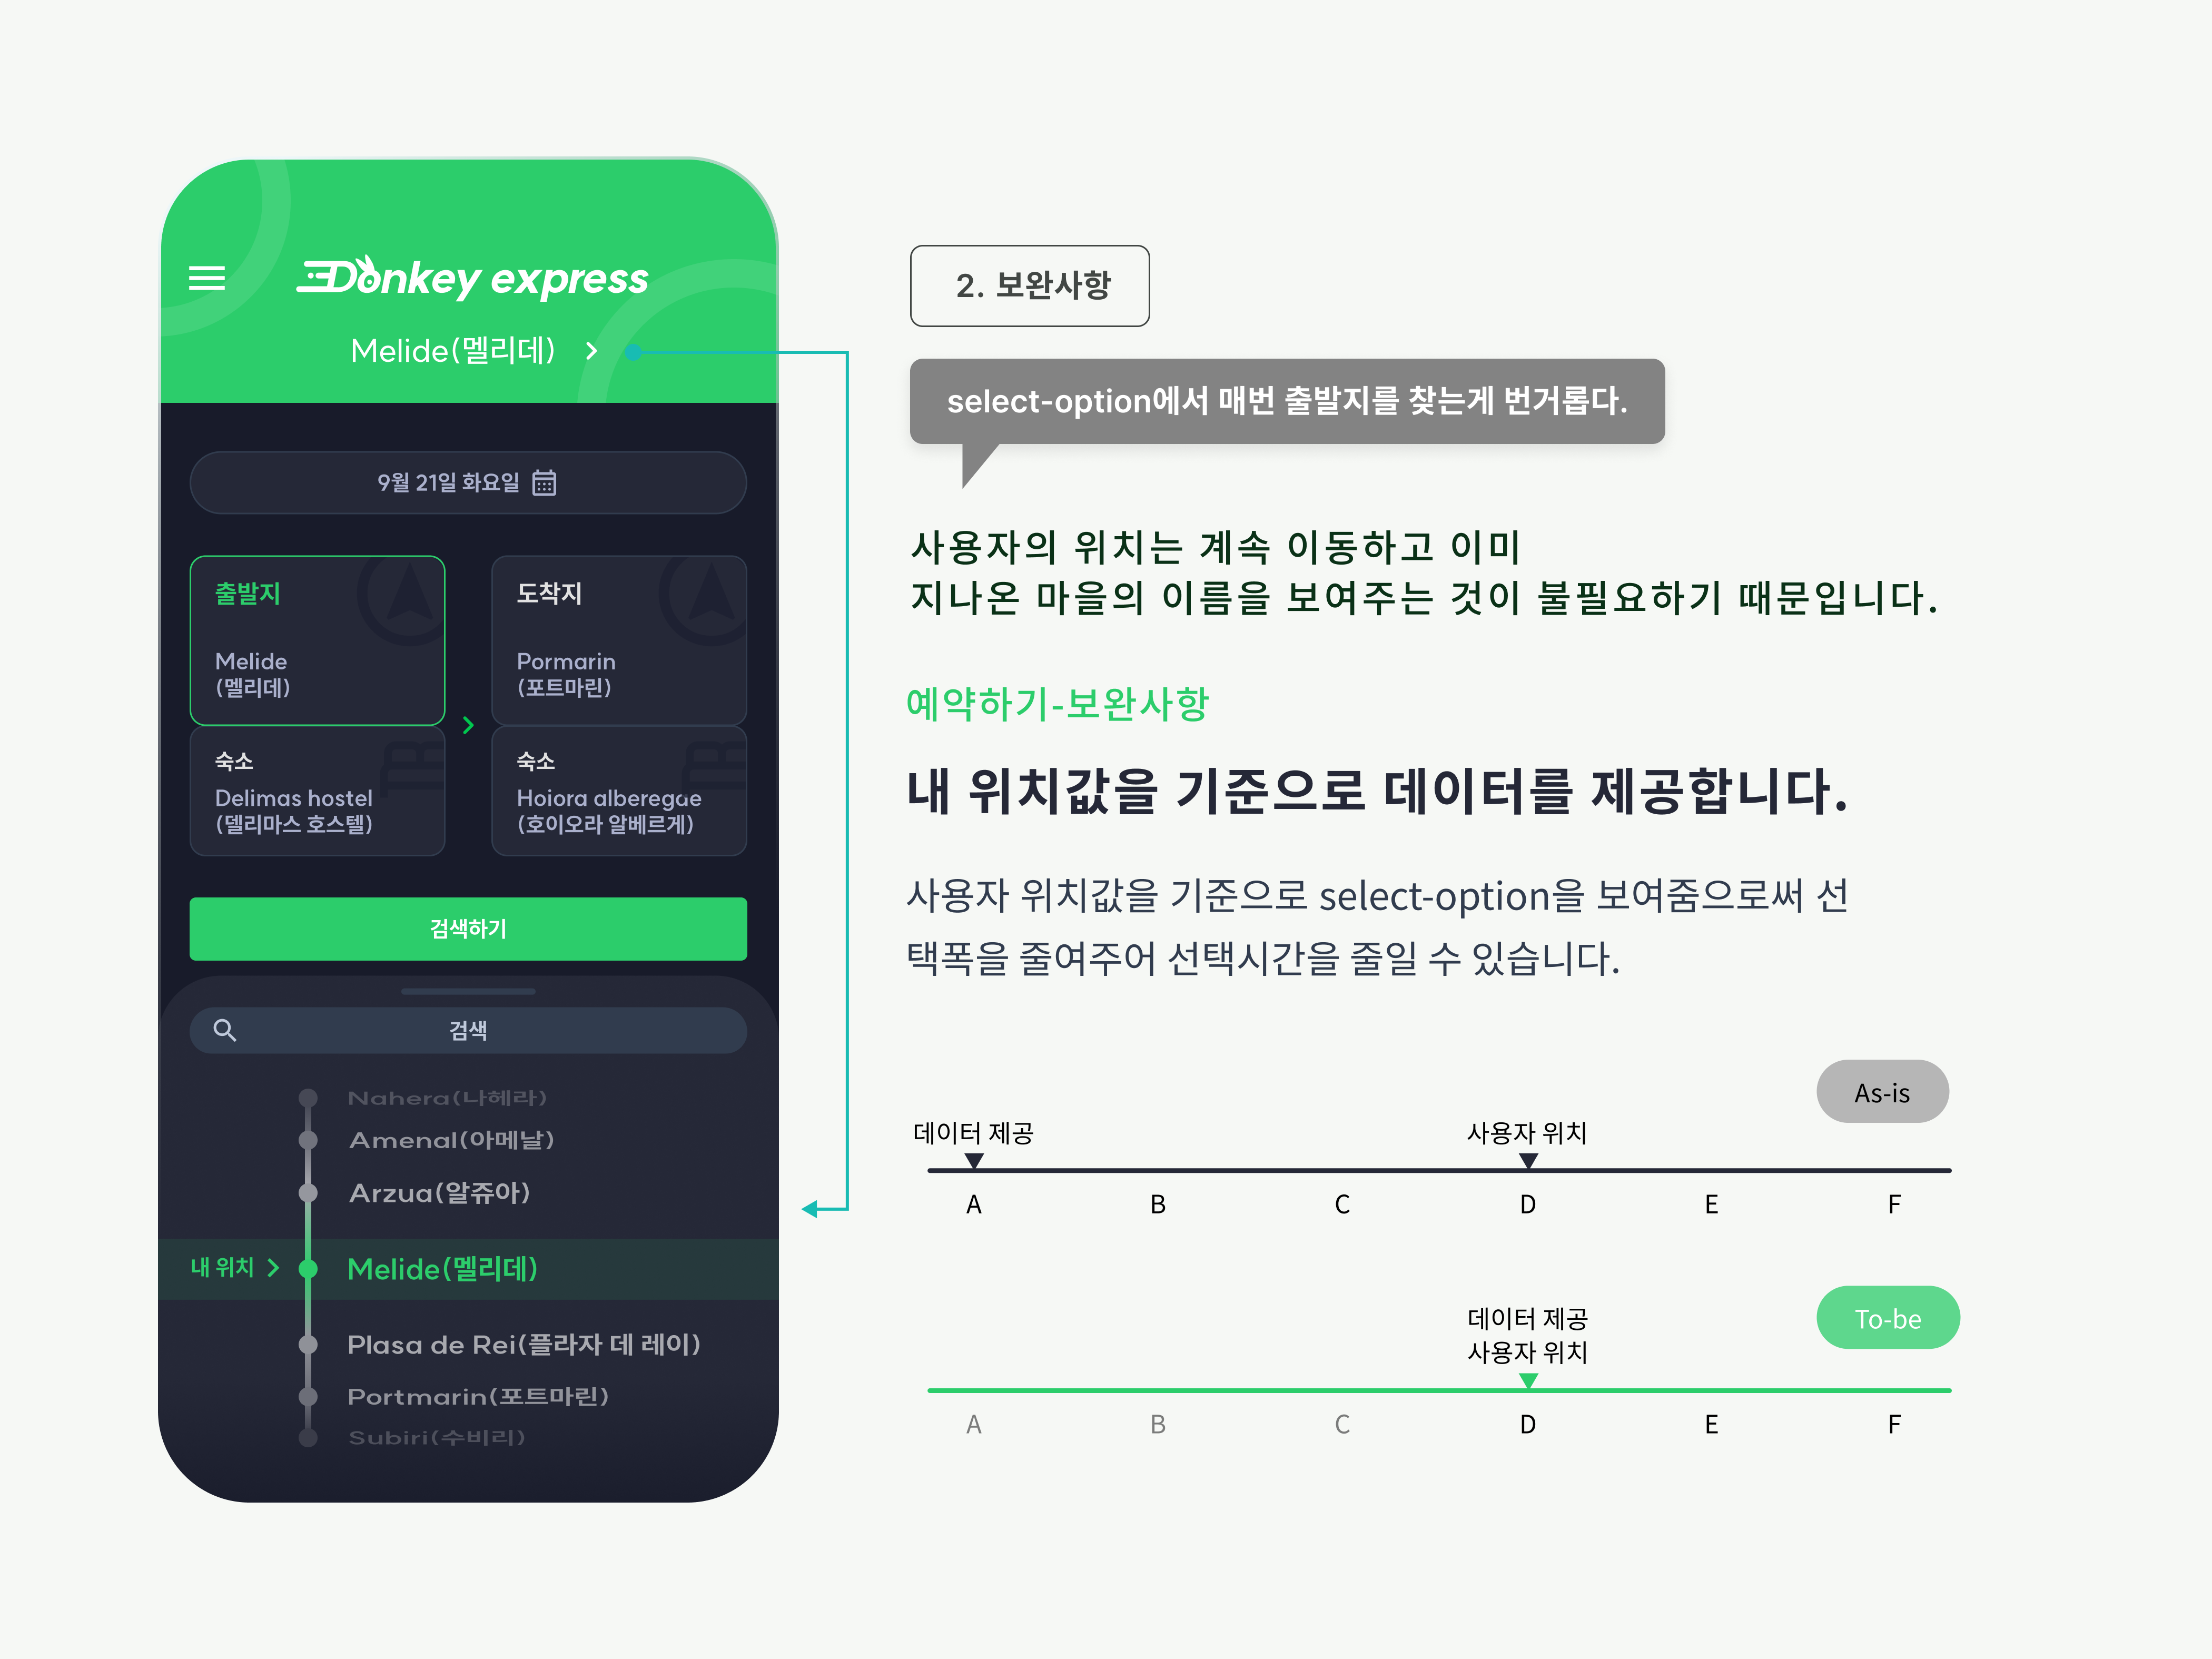 Donkey express
Melide(멜리데)
9월 21일 화요일
출발지
Melide
(멜리데)
도착지
Pormarin
(포트마린)
숙소
Delimas hostel
(델리마스 호스텔)
숙소
Hoiora alberegae
(호이오라 알베르게)
검색하기
검색
Nahera(나헤라)
Amenal(아메날)
Arzua(알쥬아)
내 위치
Melide(멜리데)
Plasa de Rei(플라자 데 레이)
Portmarin(포트마린)
Subiri(수비리)
2. 보완사항
select-option에서 매번 출발지를 찾는게 번거롭다.
사용자의 위치는 계속 이동하고 이미
지나온 마을의 이름을 보여주는 것이 불필요하기 때문입니다.
예약하기-보완사항
내 위치값을 기준으로 데이터를 제공합니다.
사용자 위치값을 기준으로 select-option을 보여줌으로써 선
택폭을 줄여주어 선택시간을 줄일 수 있습니다.
As-is
데이터 제공
사용자 위치
A B C D E F
To-be
데이터 제공
사용자 위치
A B C D E F